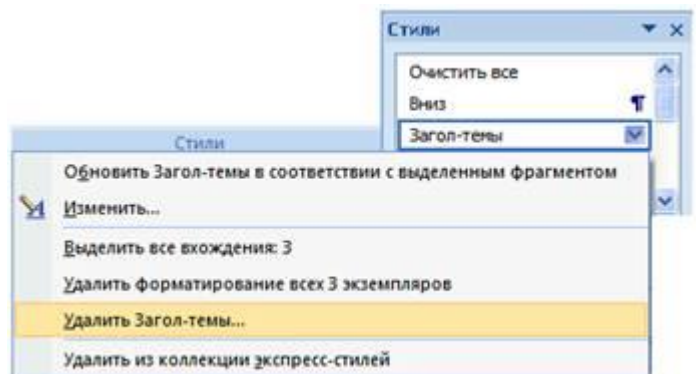 Стили
Очистить все
Вниз ¶
Загол-темы
Стили
Обновить Загол-темы в соответствии с выделенным фрагментом
Изменить...
Выделить все вхождения: 3
Удалить форматирование всех 3 экземпляров
Удалить Загол-темы...
Удалить из коллекции экспресс-стилей